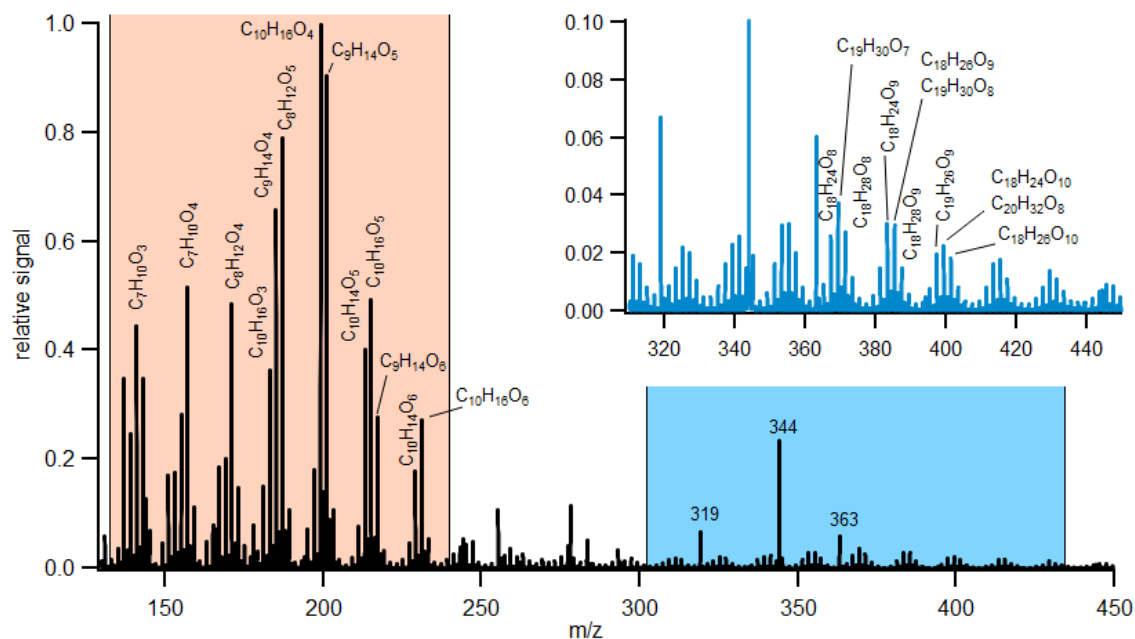 relative signal
1.0
0.8
0.6
0.4
0.2
0.0
C₇H₁₀O₃
C₇H₁₀O₄
C₈H₁₂O₄
C₁₀H₁₆O₃
C₉H₁₄O₄
C₈H₁₂O₅
C₁₀H₁₆O₄
C₉H₁₄O₅
C₁₀H₁₄O₅
C₁₀H₁₆O₅
C₉H₁₄O₆
C₁₀H₁₄O₆
C₁₀H₁₆O₆
319
344
363
150
200
250
300
350
400
450
m/z
0.10
0.08
0.06
0.04
0.02
0.00
C₁₈H₂₄O₈
C₁₉H₃₀O₇
C₁₈H₂₈O₈
C₁₈H₂₄O₉
C₁₈H₂₆O₉
C₁₉H₃₀O₈
C₁₈H₂₈O₉
C₁₉H₂₆O₉
C₁₈H₂₄O₁₀
C₂₀H₃₂O₈
C₁₈H₂₆O₁₀
320
340
360
380
400
420
440